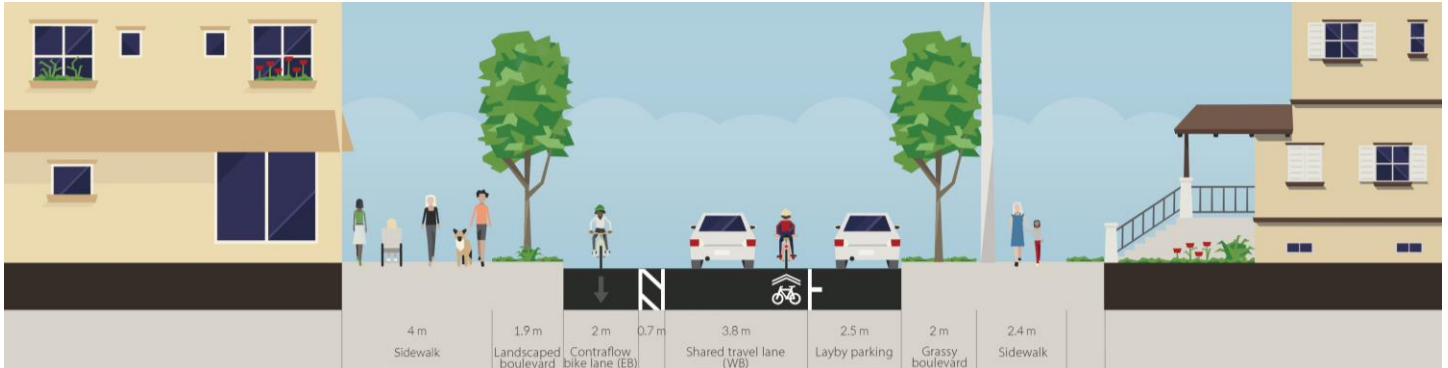 4 m
1.9 m
2 m
0.7 m
3.8 m
2.5 m
2 m
2.4 m
Sidewalk
Landscaped
boulevard
Contraflow
bike lane (EB)
Shared travel lane
(WB)
Layby parking
Grassy
boulevard
Sidewalk